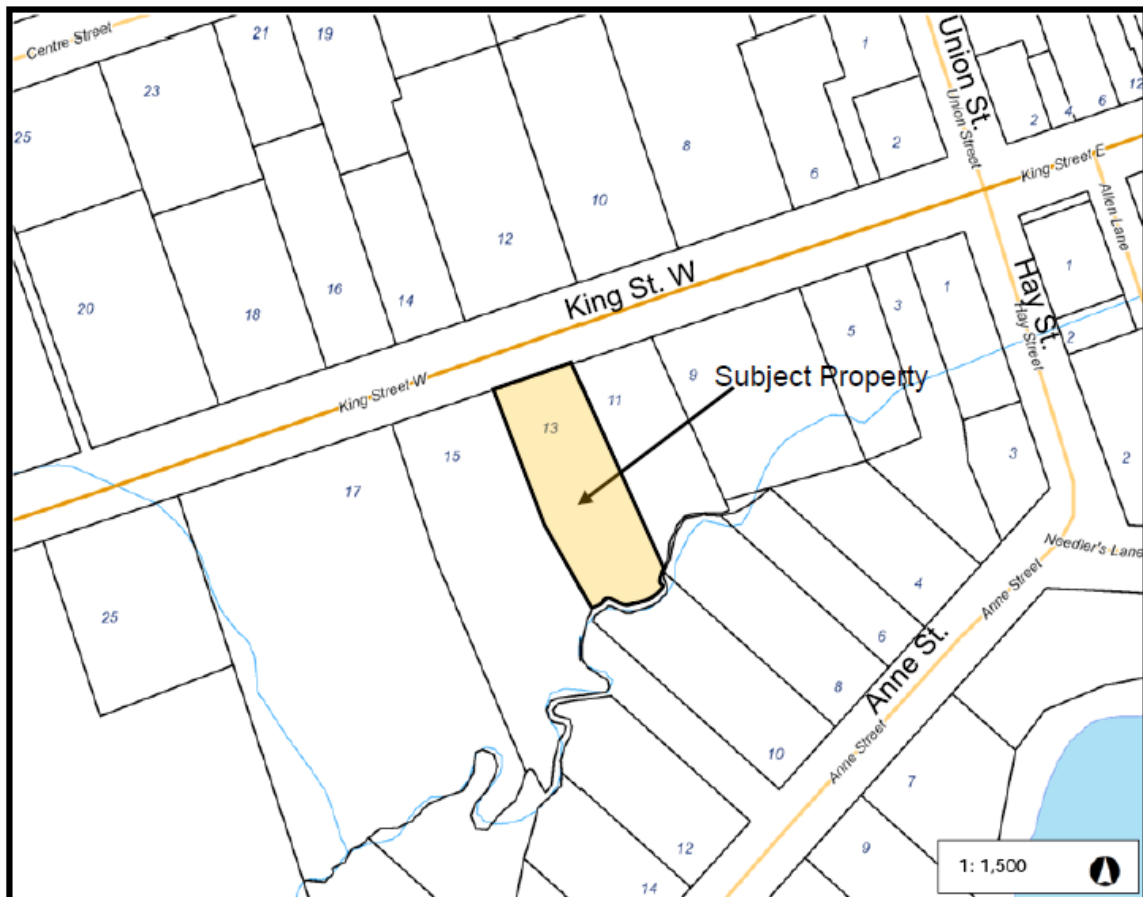 Centre Street
21
19
1
Union St.
Union Street
23
25
8
2
2
4
6
12
6
King Street E
Allen Lane
10
12
20
18
16
14
King St. W
1
Hay St.
Hay Street
1
3
5
2
King Street W
9
Subject Property
11
13
15
17
3
2
Needler's Lane
4
Anne Street
25
6
Anne St.
8
10
Anne Street
7
12
9
14
1: 1,500